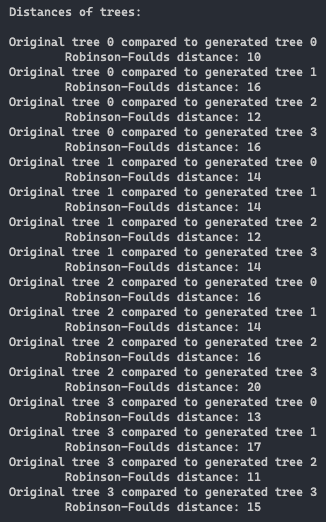 Distances of trees:
Original tree 0 compared to generated tree 0
Robinson-Foulds distance: 10
Original tree 0 compared to generated tree 1
Robinson-Foulds distance: 16
Original tree 0 compared to generated tree 2
Robinson-Foulds distance: 12
Original tree 0 compared to generated tree 3
Robinson-Foulds distance: 16
Original tree 1 compared to generated tree 0
Robinson-Foulds distance: 14
Original tree 1 compared to generated tree 1
Robinson-Foulds distance: 14
Original tree 1 compared to generated tree 2
Robinson-Foulds distance: 12
Original tree 1 compared to generated tree 3
Robinson-Foulds distance: 14
Original tree 2 compared to generated tree 0
Robinson-Foulds distance: 16
Original tree 2 compared to generated tree 1
Robinson-Foulds distance: 14
Original tree 2 compared to generated tree 2
Robinson-Foulds distance: 16
Original tree 2 compared to generated tree 3
Robinson-Foulds distance: 20
Original tree 3 compared to generated tree 0
Robinson-Foulds distance: 13
Original tree 3 compared to generated tree 1
Robinson-Foulds distance: 17
Original tree 3 compared to generated tree 2
Robinson-Foulds distance: 11
Original tree 3 compared to generated tree 3
Robinson-Foulds distance: 15